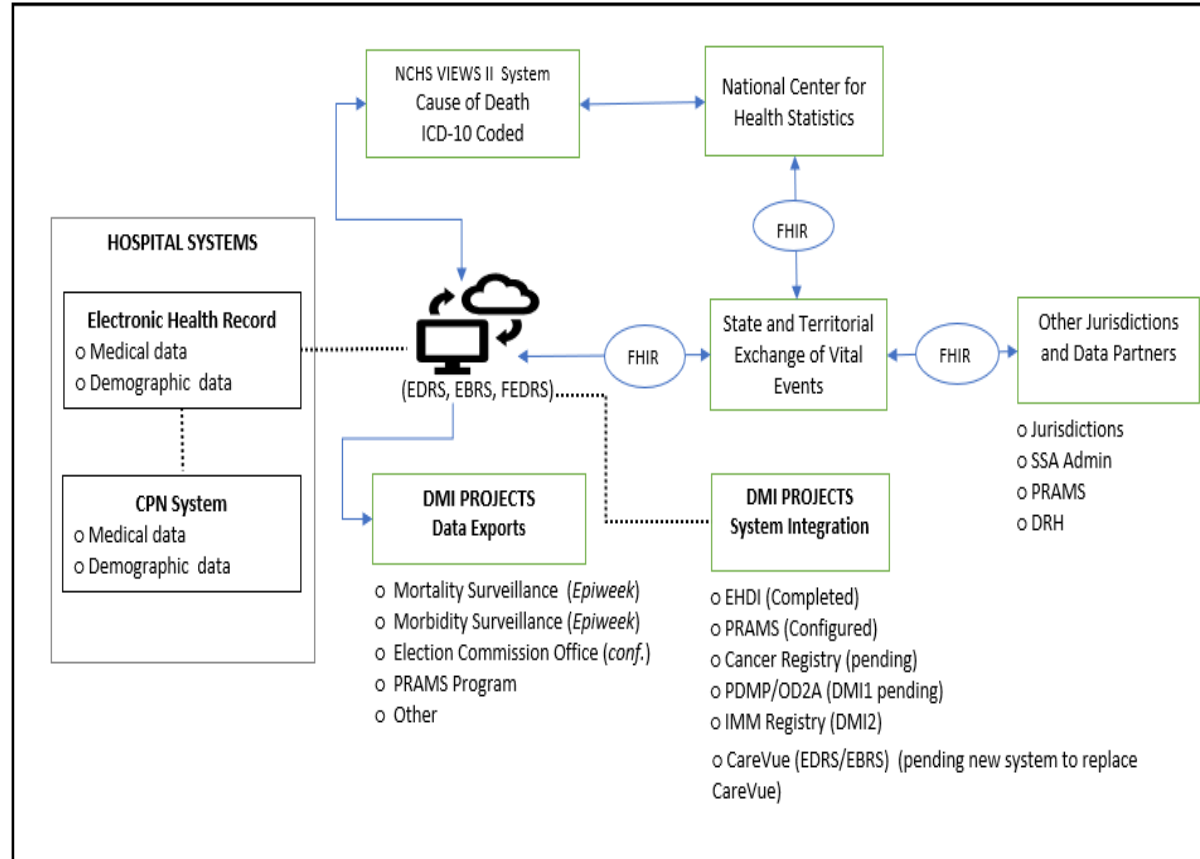 NCHS VIEWS II System
Cause of Death
ICD-10 Coded
National Center for
Health Statistics
FHIR
HOSPITAL SYSTEMS
Electronic Health Record
o Medical data
o Demographic data
CPN System
o Medical data
o Demographic data
(EDRS, EBRS, FEDRS)
FHIR
State and Territorial
Exchange of Vital
Events
FHIR
Other Jurisdictions
and Data Partners
o Jurisdictions
o SSA Admin
o PRAMS
o DRH
DMI PROJECTS
Data Exports
o Mortality Surveillance (Epiweek)
o Morbidity Surveillance (Epiweek)
o Election Commission Office (conf.)
o PRAMS Program
o Other
DMI PROJECTS
System Integration
o EHDI (Completed)
o PRAMS (Configured)
o Cancer Registry (pending)
o PDMP/OD2A (DMI1 pending)
o IMM Registry (DMI2)
o CareVue (EDRS/EBRS) (pending new system to replace
CareVue)